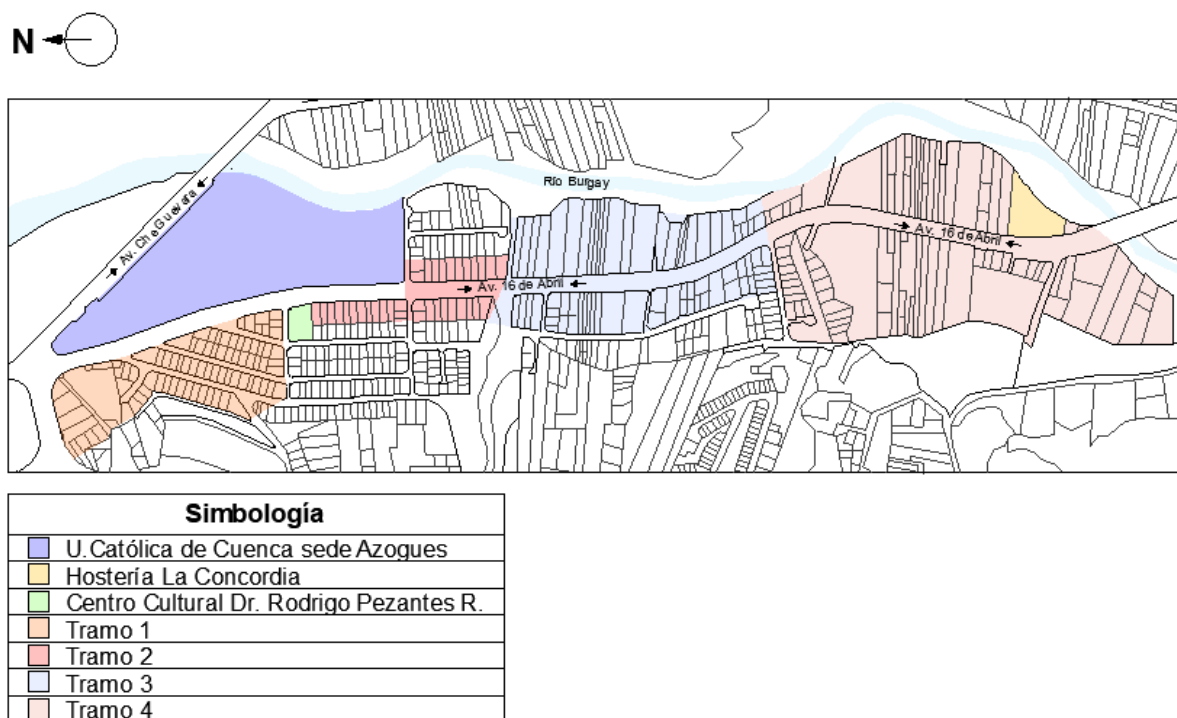 N
Av. Che Guevara
Río Burgay
Av. 16 de Abril
Av. 16 de Abril
Simbología
U.Católica de Cuenca sede Azogues
Hostería La Concordia
Centro Cultural Dr. Rodrigo Pezantes R.
Tramo 1
Tramo 2
Tramo 3
Tramo 4